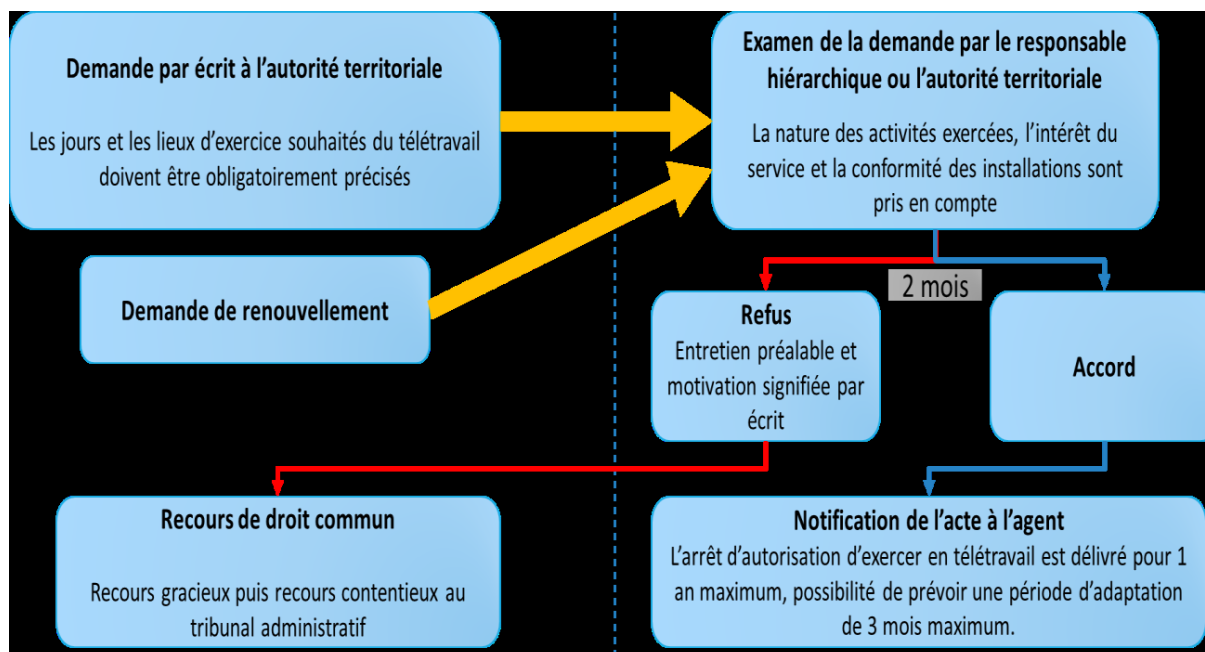 Demande par écrit à l'autorité territoriale
Les jours et les lieux d'exercice souhaités du télétravail
doivent être obligatoirement précisés
Examen de la demande par le responsable
hiérarchique ou l'autorité territoriale
La nature des activités exercées, l'intérêt du
service et la conformité des installations sont
pris en compte
Demande de renouvellement
2 mois
Refus
Entretien préalable et
motivation signifiée par
écrit
Accord
Recours de droit commun
Recours gracieux puis recours contentieux au
tribunal administratif
Notification de l'acte à l'agent
L'arrêt d'autorisation d'exercer en télétravail est délivré pour 1
an maximum, possibilité de prévoir une période d'adaptation
de 3 mois maximum.